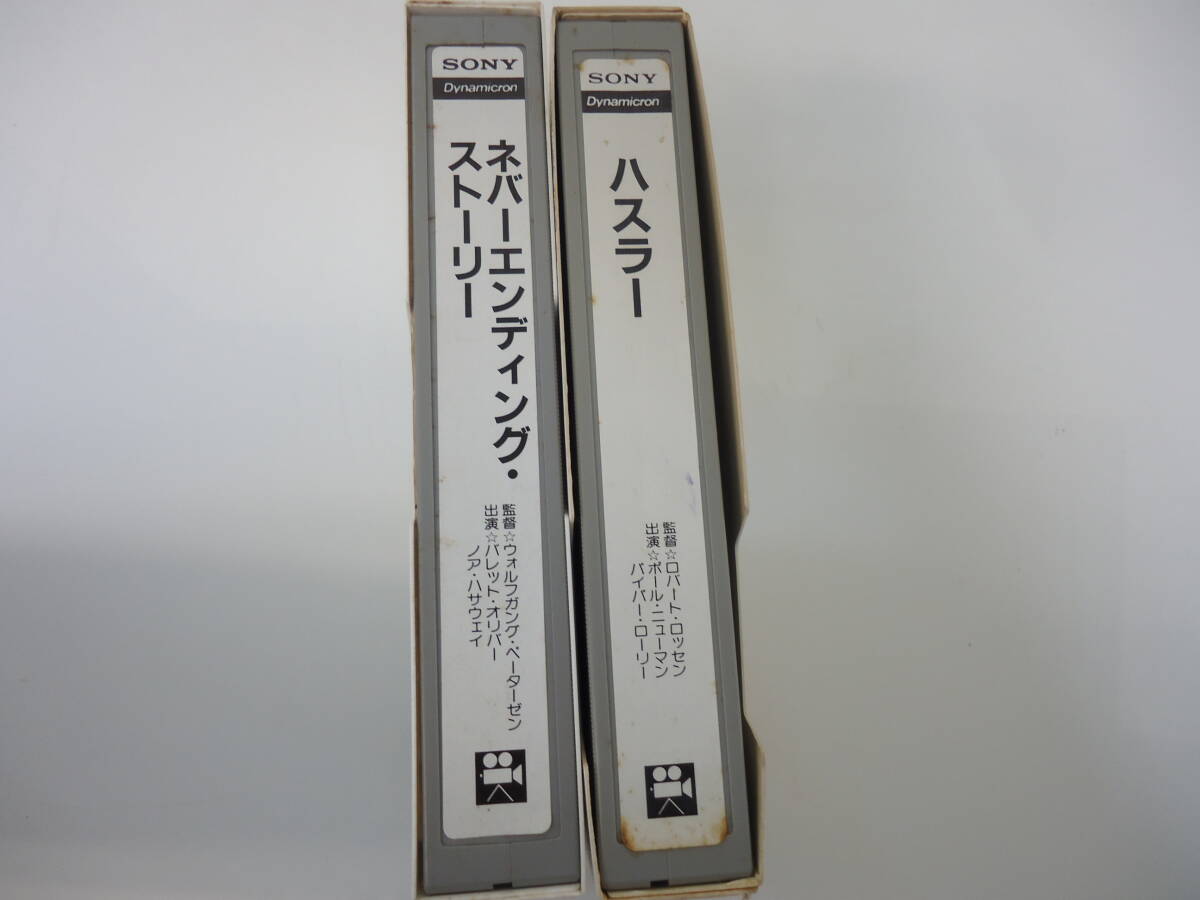 SONY
Dynamicron
ネバーエンディング・
ストーリー
監督☆ウォルフガング・ペーターゼン
出演☆バレット・オリバー
ノア・ハサウェイ
SONY
Dynamicron
ハスラー
監督☆ロバート・ロッセン
出演☆ポール・ニューマン
パイパー・ローリー